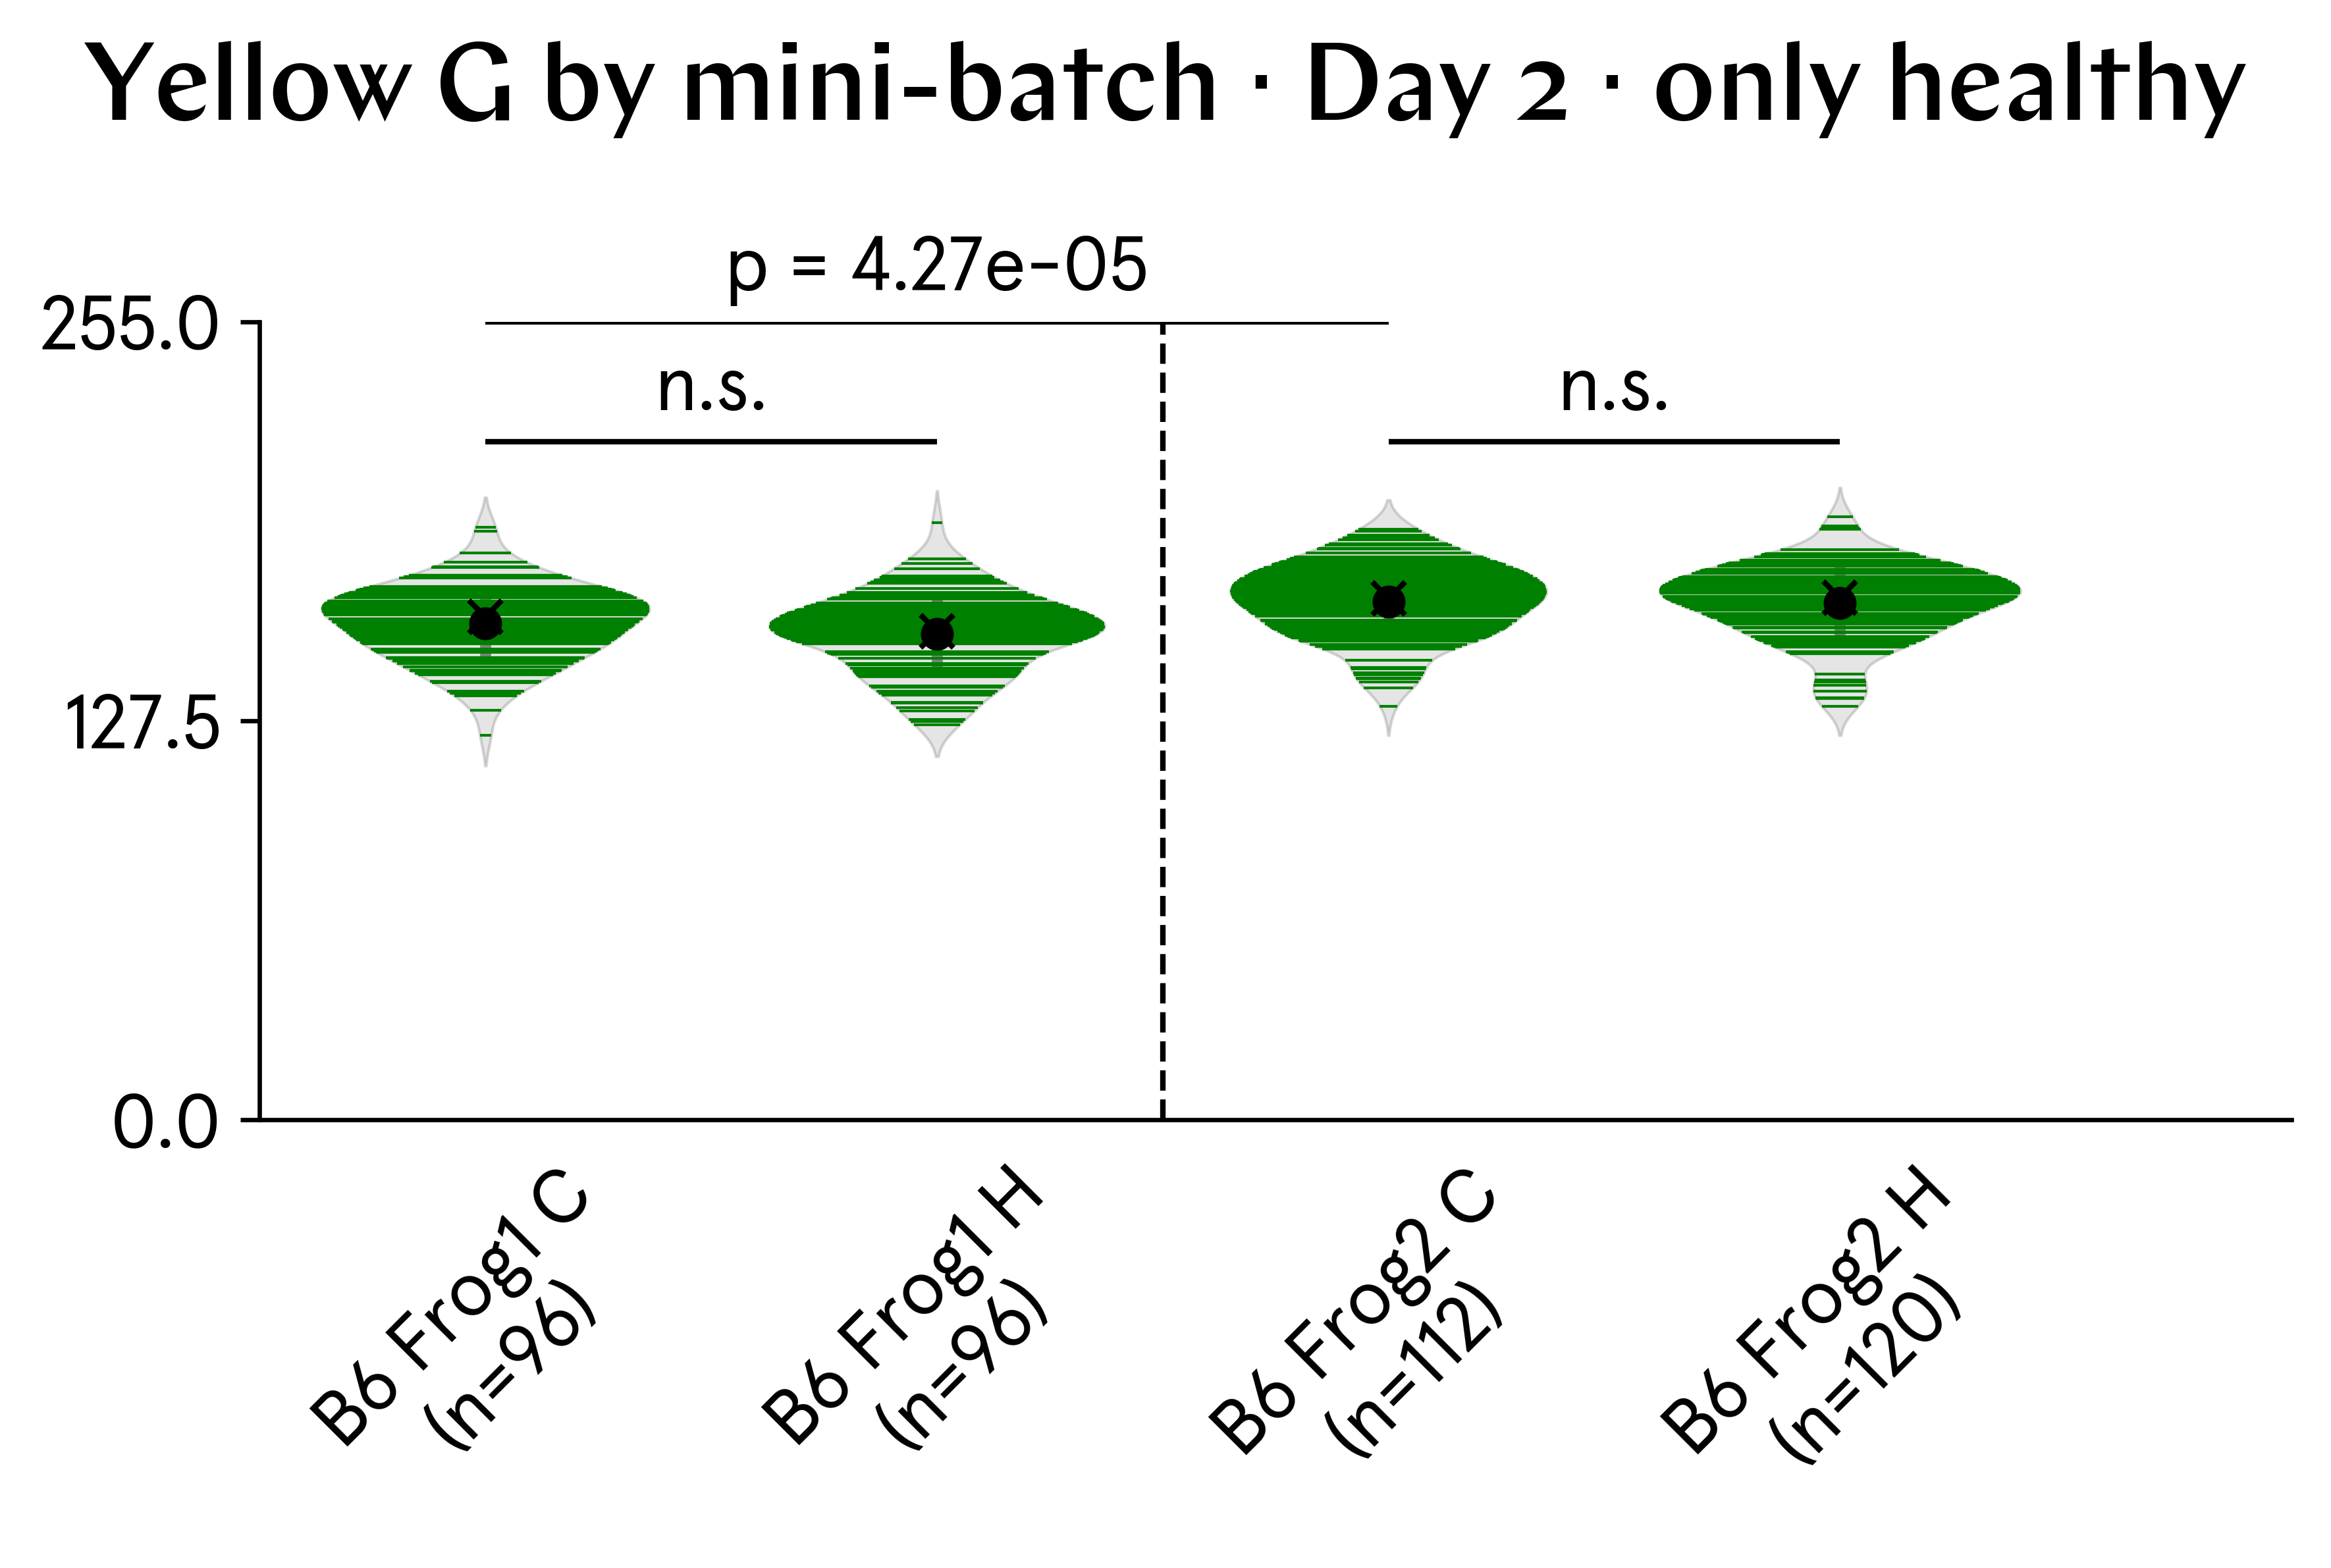 Yellow G by mini-batch · Day 2 · only healthy
p = 4.27e−05
255.0
n.s.
n.s.
127.5
0.0
B6 Frog1 C
(n=96)
B6 Frog1 H
(n=96)
B6 Frog2 C
(n=112)
B6 Frog2 H
(n=120)